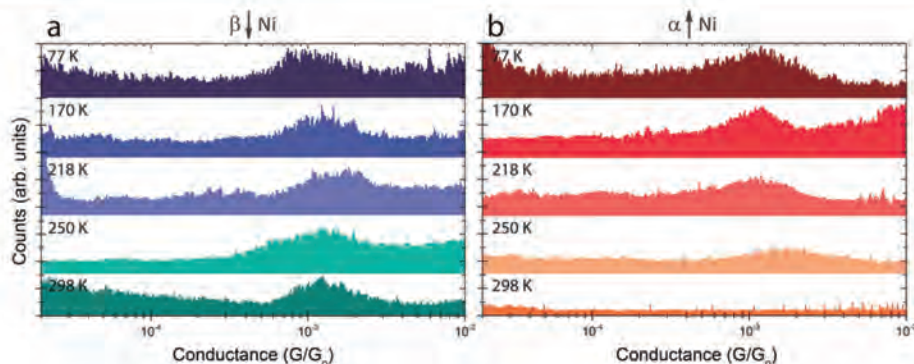 a
β↓Ni
77 K
170 K
218 K
250 K
298 K
Counts (arb. units)
10⁻⁴
10⁻³
10⁻²
Conductance (G/G₀)
b
α↑Ni
77 K
170 K
218 K
250 K
298 K
10⁻⁴
10⁻³
10⁻²
Conductance (G/G₀)